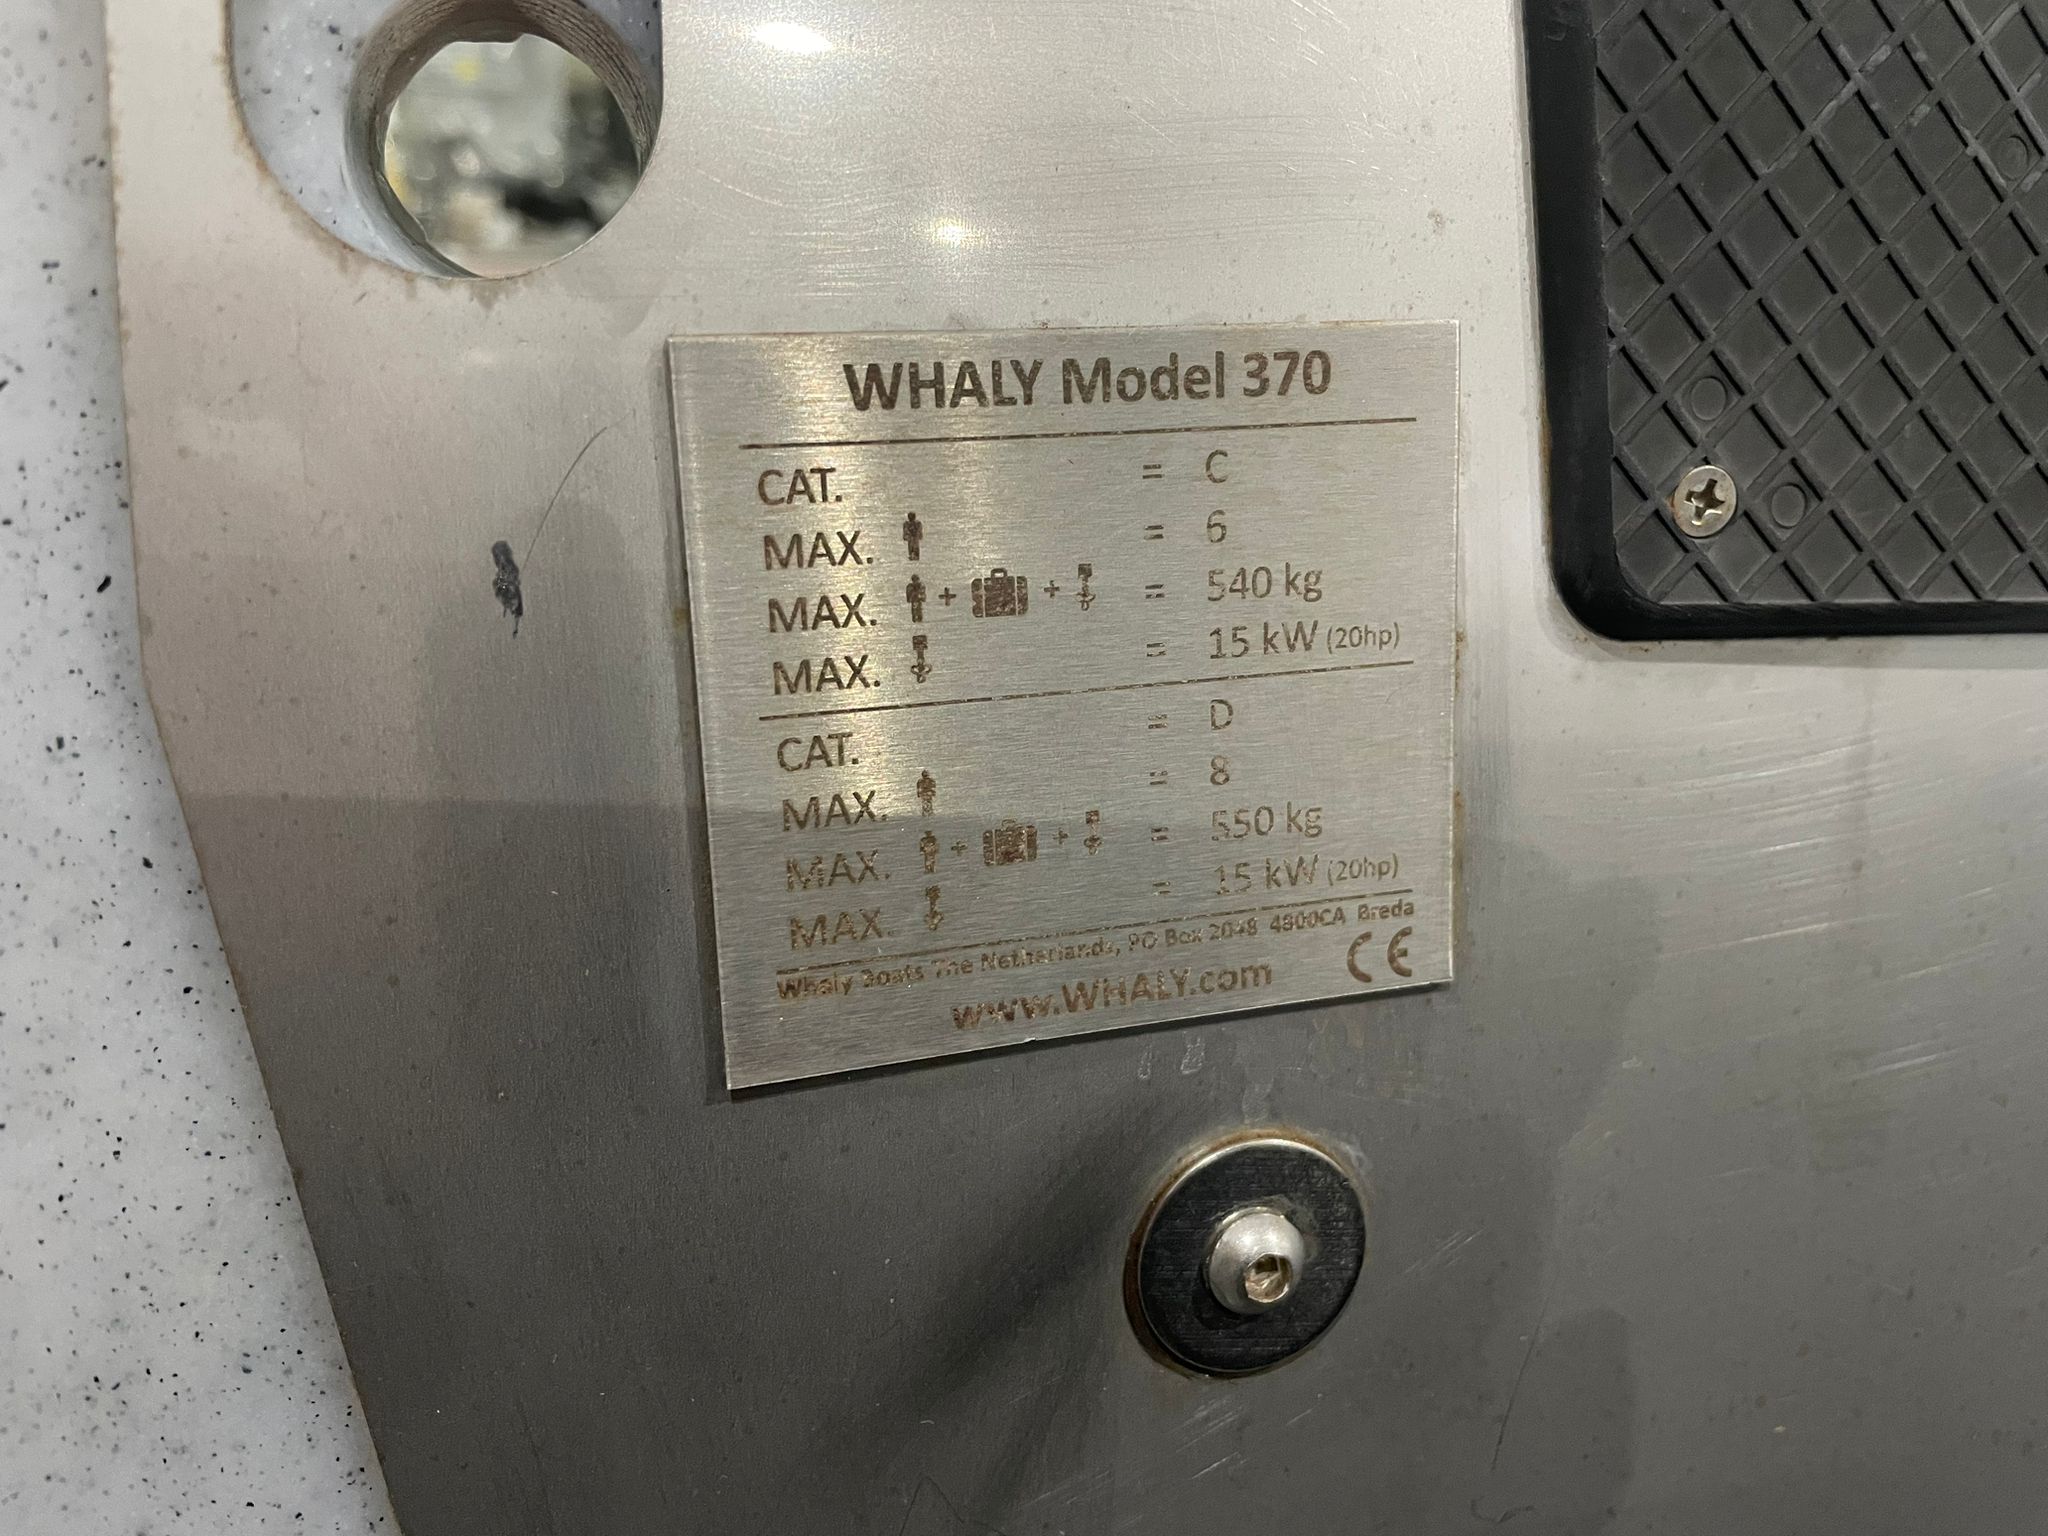 WHALY Model 370
CAT. = C
MAX. = 6
MAX. + + = 540 kg
MAX. = 15 kW (20hp)
CAT. = D
MAX. = 8
MAX. + + = 550 kg
MAX. = 15 kW (20hp)
Whaly Boats The Netherlands, PO Box 2048 4800CA Breda
www.WHALY.com CE